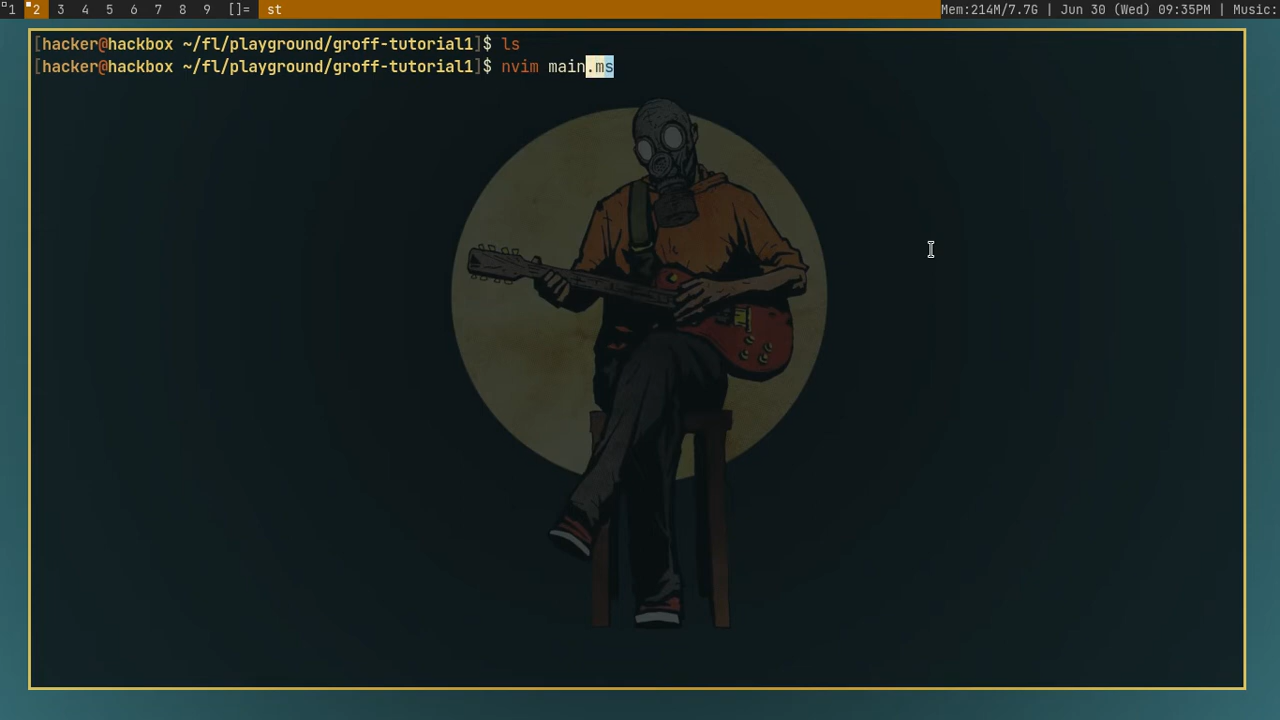 1 2 3 4 5 6 7 8 9 []= st Mem:214M/7.7G | Jun 30 (Wed) 09:35PM | Music:
[hacker@hackbox ~/fl/playground/groff-tutorial1]$ ls
[hacker@hackbox ~/fl/playground/groff-tutorial1]$ nvim main.ms